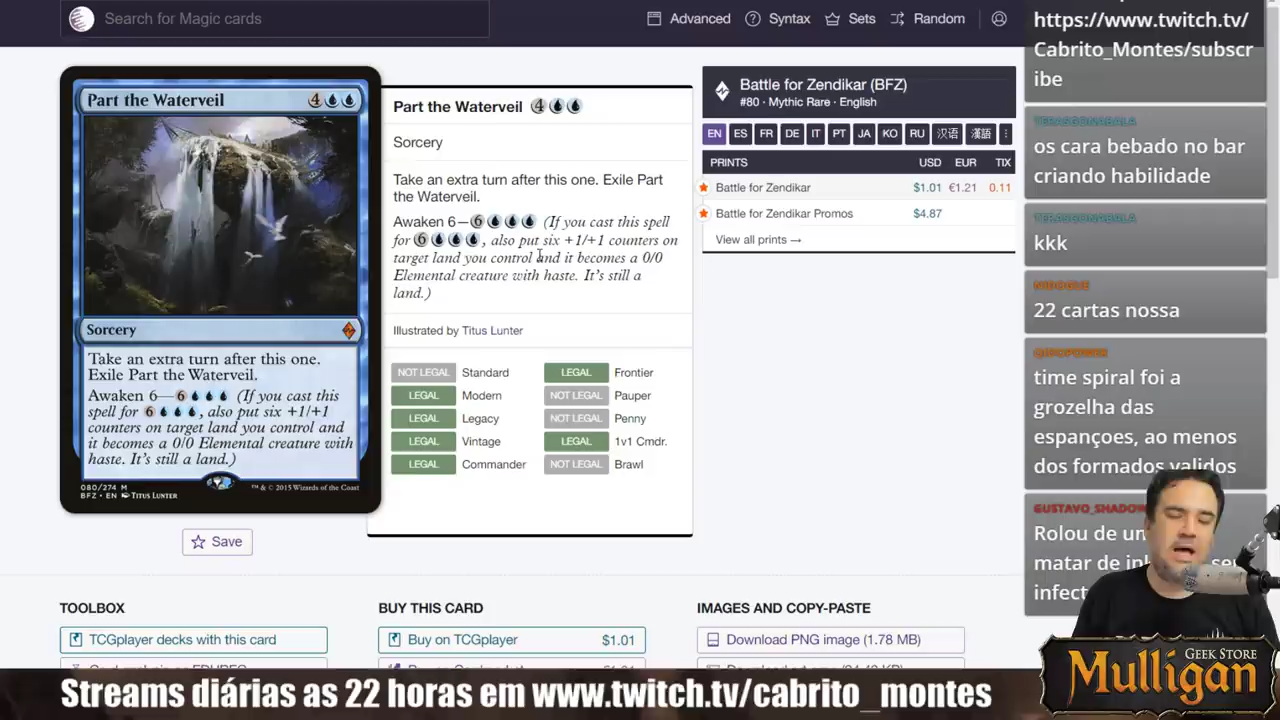 Search for Magic cards
Advanced
Syntax
Sets
Random
Part the Waterveil 4
Sorcery
Take an extra turn after this one.
Exile Part the Waterveil.
Awaken 6—6 (If you cast this
spell for 6, also put six +1/+1
counters on target land you control and
it becomes a 0/0 Elemental creature with
haste. It's still a land.)
080/274 M
BFZ • EN Titus Lunter
™ & © 2015 Wizards of the Coast
Save
Part the Waterveil 4
Sorcery
Take an extra turn after this one. Exile Part
the Waterveil.
Awaken 6—6 (If you cast this spell
for 6, also put six +1/+1 counters on
target land you control and it becomes a 0/0
Elemental creature with haste. It's still a
land.)
Illustrated by Titus Lunter
NOT LEGAL Standard LEGAL Frontier
LEGAL Modern NOT LEGAL Pauper
LEGAL Legacy NOT LEGAL Penny
LEGAL Vintage LEGAL 1v1 Cmdr.
LEGAL Commander NOT LEGAL Brawl
Battle for Zendikar (BFZ)
#80 · Mythic Rare · English
EN ES FR DE IT PT JA KO RU 汉语 漢語
PRINTS USD EUR TIX
Battle for Zendikar $1.01 €1.21 0.11
Battle for Zendikar Promos $4.87
View all prints →
TOOLBOX
TCGplayer decks with this card
BUY THIS CARD
Buy on TCGplayer $1.01
IMAGES AND COPY-PASTE
Download PNG image (1.78 MB)
https://www.twitch.tv/
Cabrito_Montes/subscr
ibe
os cara bebado no bar
criando habilidade
kkk
22 cartas nossa
time spiral foi a
grozelha das
espançoes, ao menos
dos formados validos
Rolou de
matar de
infect
Mulligan
GEEK STORE
Streams diárias as 22 horas em www.twitch.tv/cabrito_montes